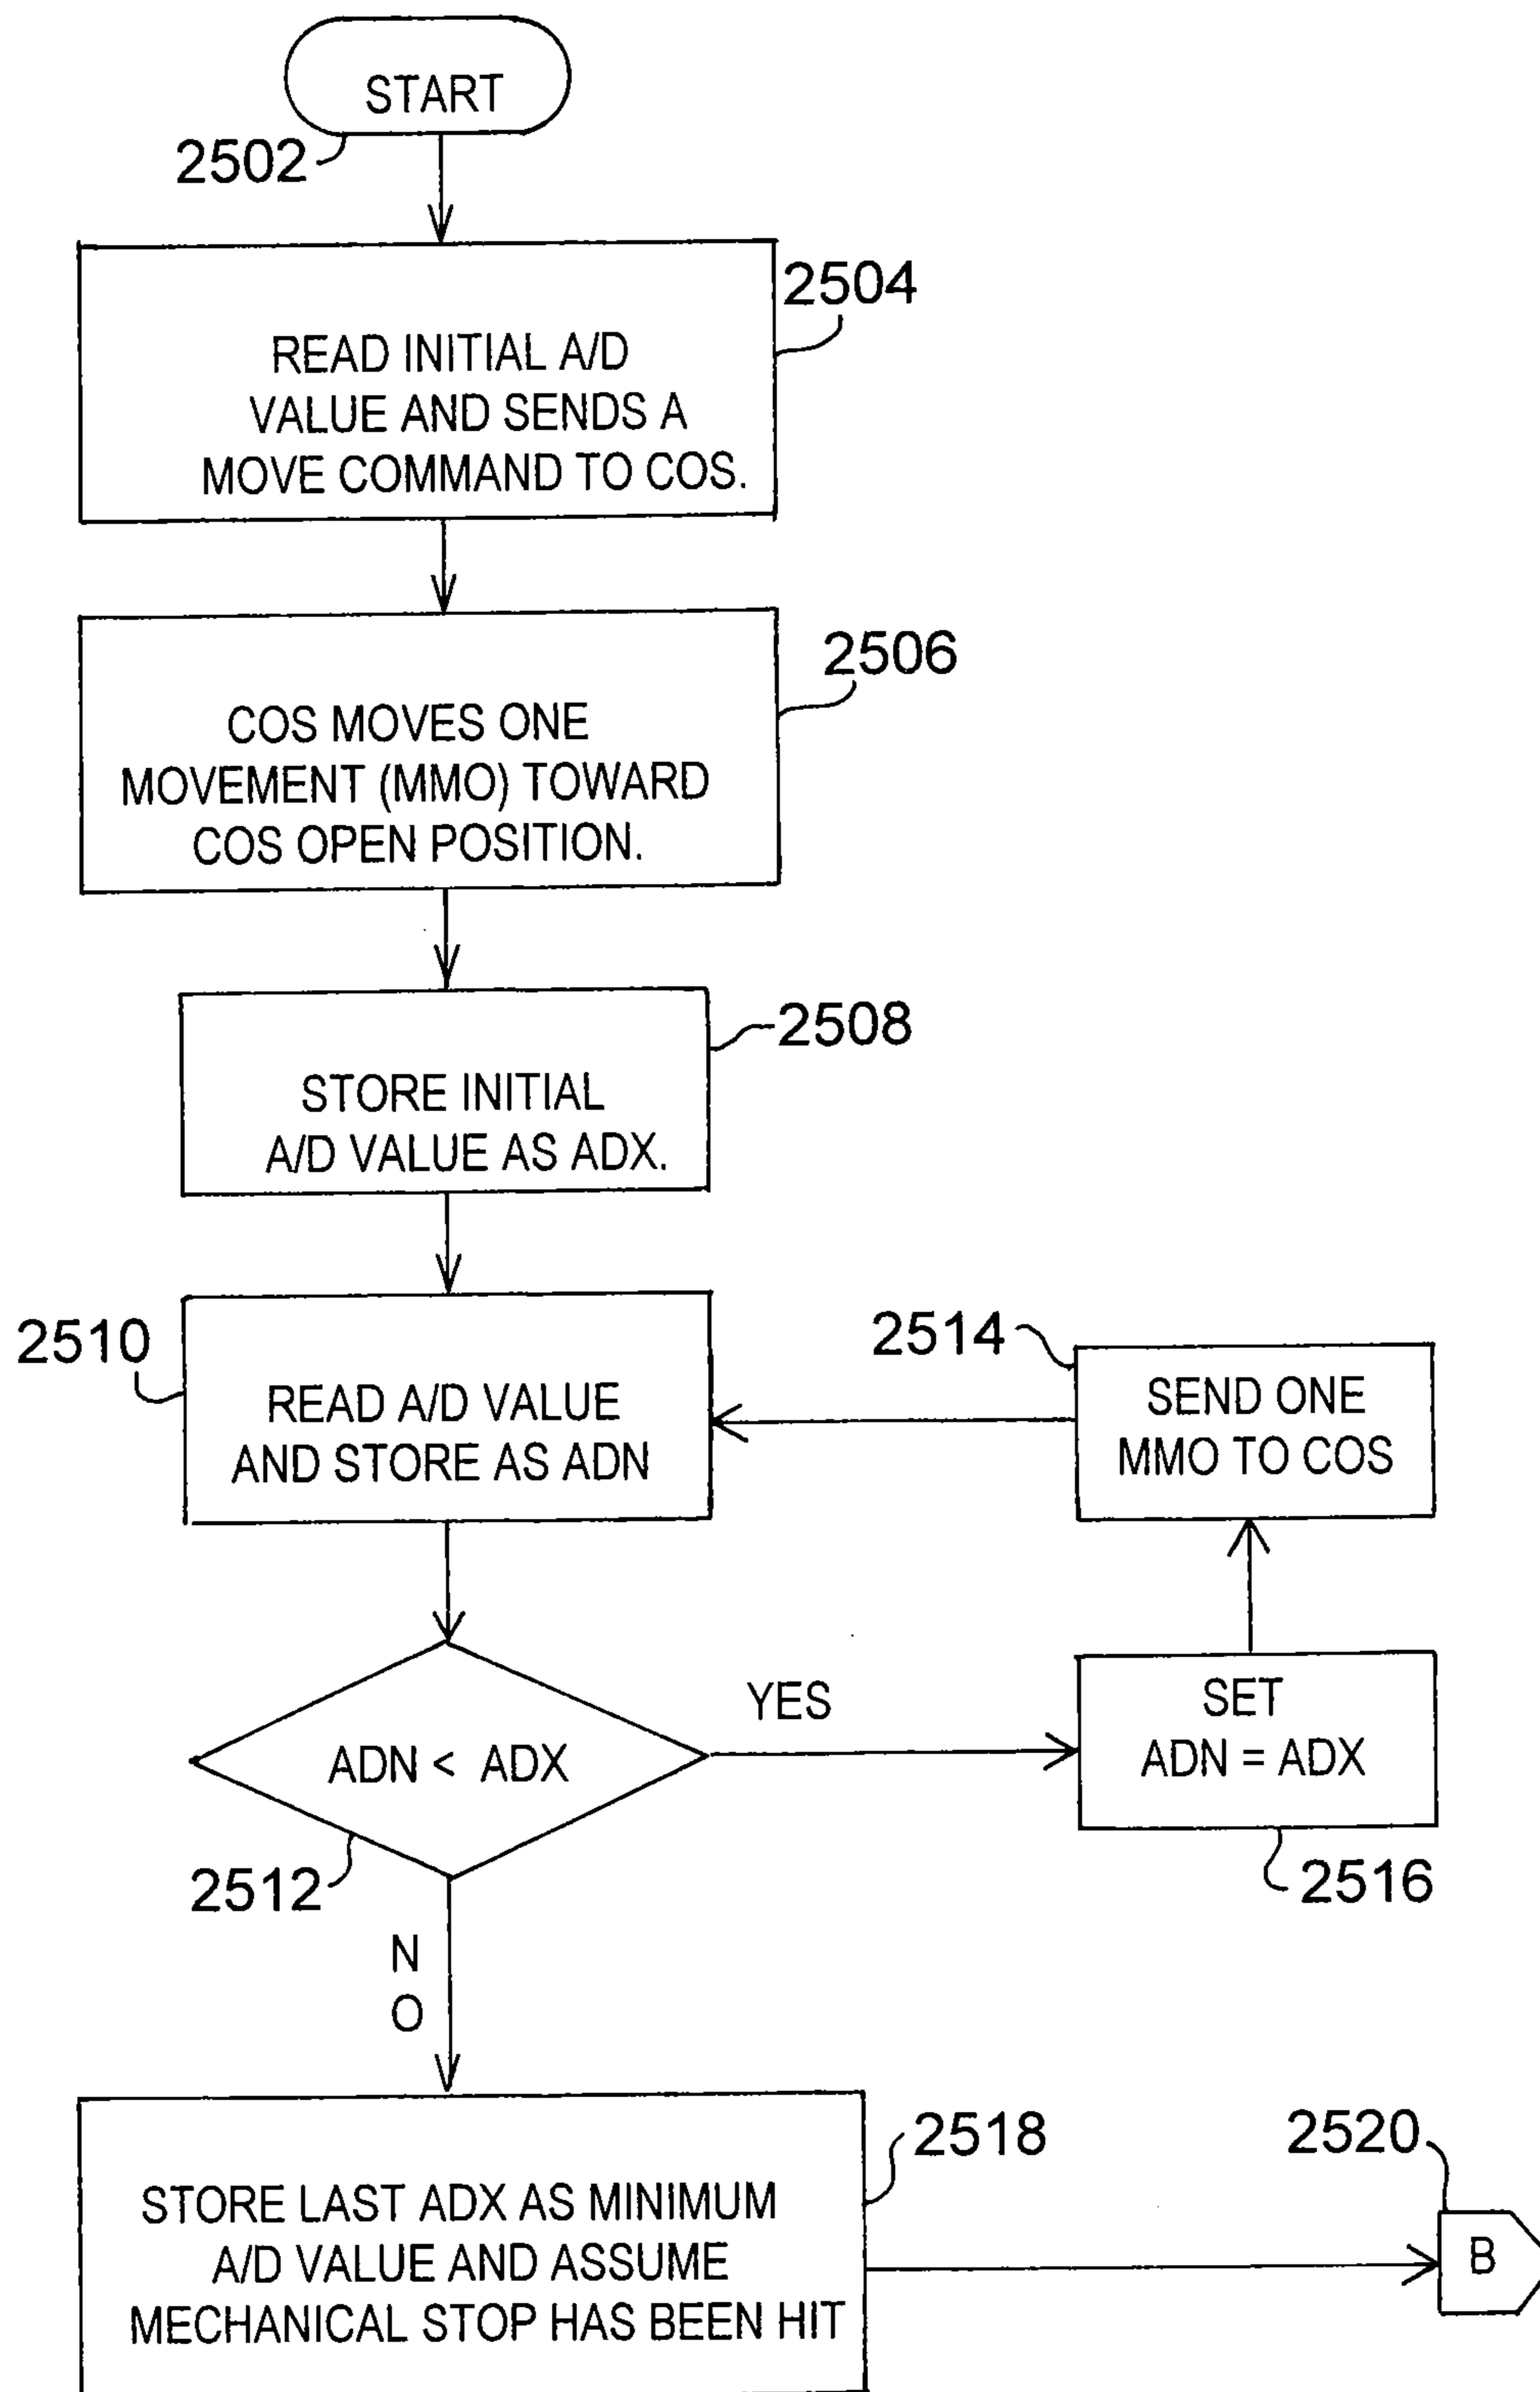 START
2502
2504
READ INITIAL A/D
VALUE AND SENDS A
MOVE COMMAND TO COS.
2506
COS MOVES ONE
MOVEMENT (MMO) TOWARD
COS OPEN POSITION.
2508
STORE INITIAL
A/D VALUE AS ADX.
2510
READ A/D VALUE
AND STORE AS ADN
2514
SEND ONE
MMO TO COS
ADN < ADX
2512
YES
SET
ADN = ADX
2516
N
O
2518
STORE LAST ADX AS MINIMUM
A/D VALUE AND ASSUME
MECHANICAL STOP HAS BEEN HIT
2520
B